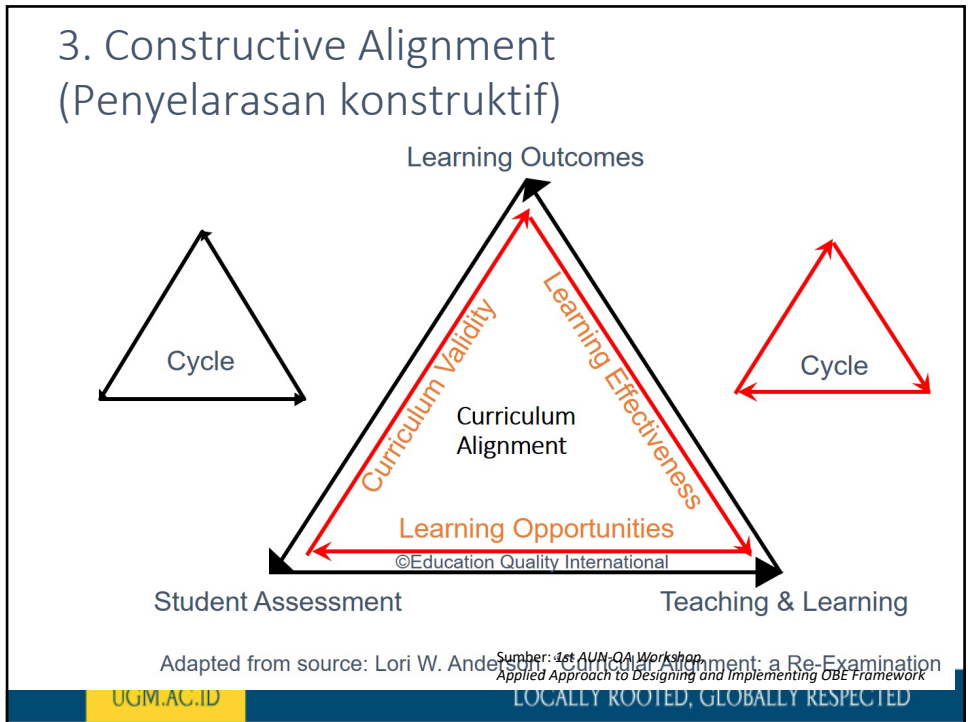 3. Constructive Alignment
(Penyelarasan konstruktif)
Learning Outcomes
Cycle
Curriculum Validity
Learning Effectiveness
Cycle
Curriculum
Alignment
Learning Opportunities
©Education Quality International
Student Assessment
Teaching & Learning
Adapted from source: Lori W. Anderson, "Curricular Alignment: a Re-Examination
Sumber: 1st AUN-QA Workshop,
Applied Approach to Designing and Implementing OBE Framework
UGM.AC.ID
LOCALLY ROOTED, GLOBALLY RESPECTED